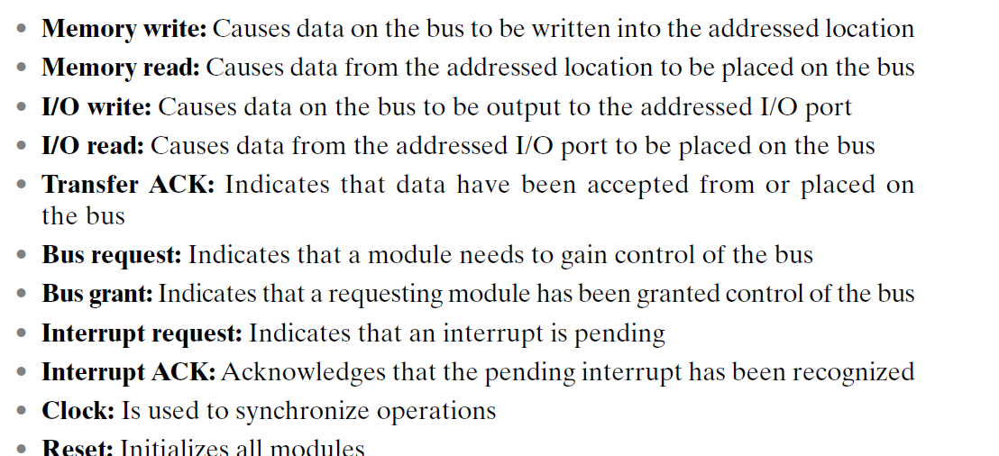 • Memory write: Causes data on the bus to be written into the addressed location
• Memory read: Causes data from the addressed location to be placed on the bus
• I/O write: Causes data on the bus to be output to the addressed I/O port
• I/O read: Causes data from the addressed I/O port to be placed on the bus
• Transfer ACK: Indicates that data have been accepted from or placed on
the bus
• Bus request: Indicates that a module needs to gain control of the bus
• Bus grant: Indicates that a requesting module has been granted control of the bus
• Interrupt request: Indicates that an interrupt is pending
• Interrupt ACK: Acknowledges that the pending interrupt has been recognized
• Clock: Is used to synchronize operations
• Reset: Initializes all modules